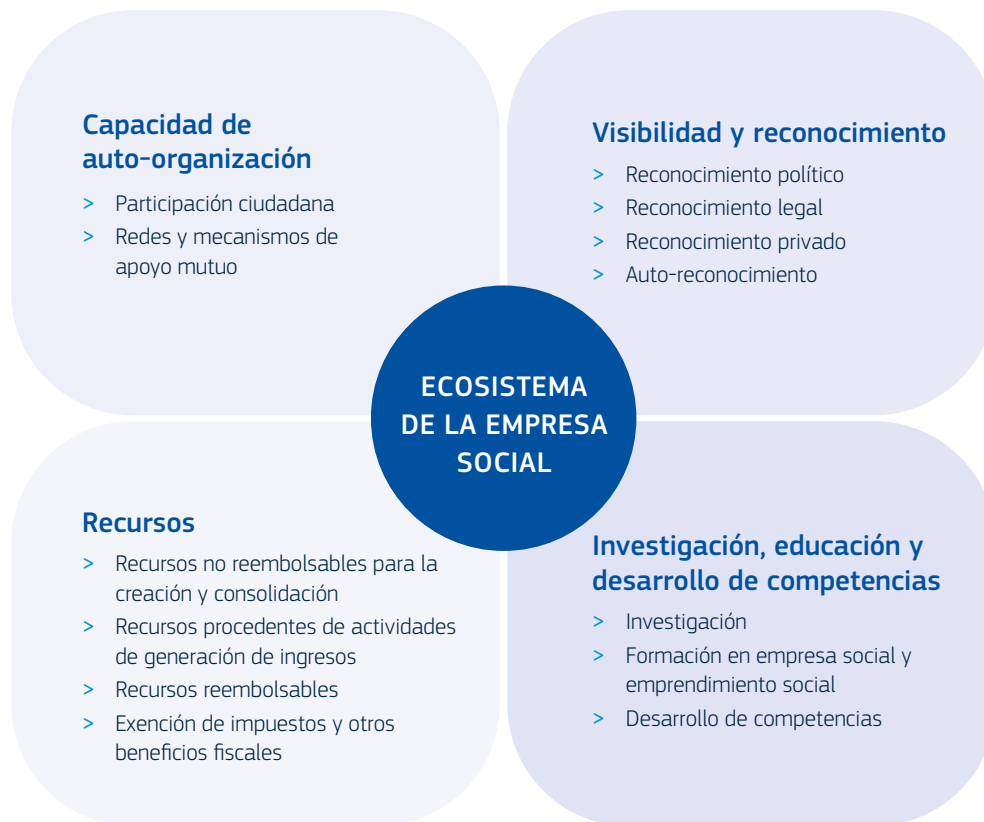 Capacidad de
auto-organización
> Participación ciudadana
> Redes y mecanismos de
apoyo mutuo
Visibilidad y reconocimiento
> Reconocimiento político
> Reconocimiento legal
> Reconocimiento privado
> Auto-reconocimiento
ECOSISTEMA
DE LA EMPRESA
SOCIAL
Recursos
> Recursos no reembolsables para la
creación y consolidación
> Recursos procedentes de actividades
de generación de ingresos
> Recursos reembolsables
> Exención de impuestos y otros
beneficios fiscales
Investigación, educación y
desarrollo de competencias
> Investigación
> Formación en empresa social y
emprendimiento social
> Desarrollo de competencias